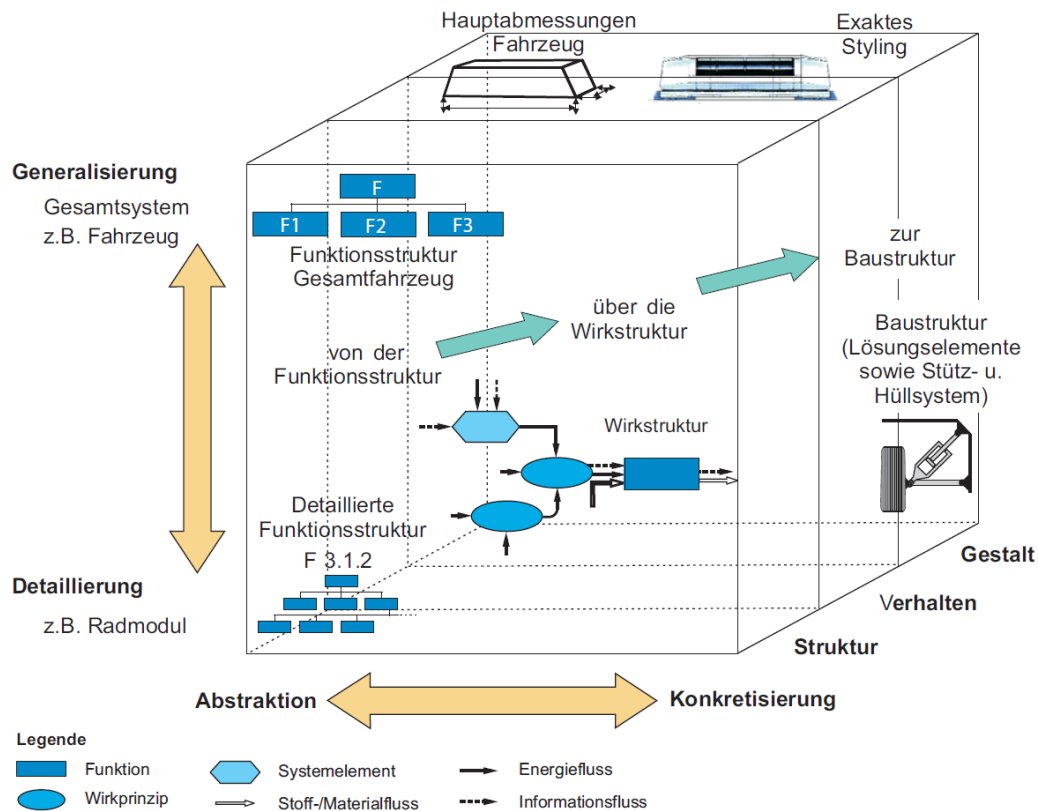 Hauptabmessungen
Fahrzeug
Exaktes
Styling
Generalisierung
Gesamtsystem
z.B. Fahrzeug
F
F1
F2
F3
Funktionsstruktur
Gesamtfahrzeug
zur
Baustruktur
über die
Wirkstruktur
von der
Funktionsstruktur
Baustruktur
(Lösungselemente
sowie Stütz- u.
Hüllsystem)
Wirkstruktur
Detaillierte
Funktionsstruktur
F 3.1.2
Detaillierung
z.B. Radmodul
Gestalt
Verhalten
Struktur
Abstraktion
Konkretisierung
Legende
Funktion
Systemelement
Energiefluss
Wirkprinzip
Stoff-/Materialfluss
Informationsfluss